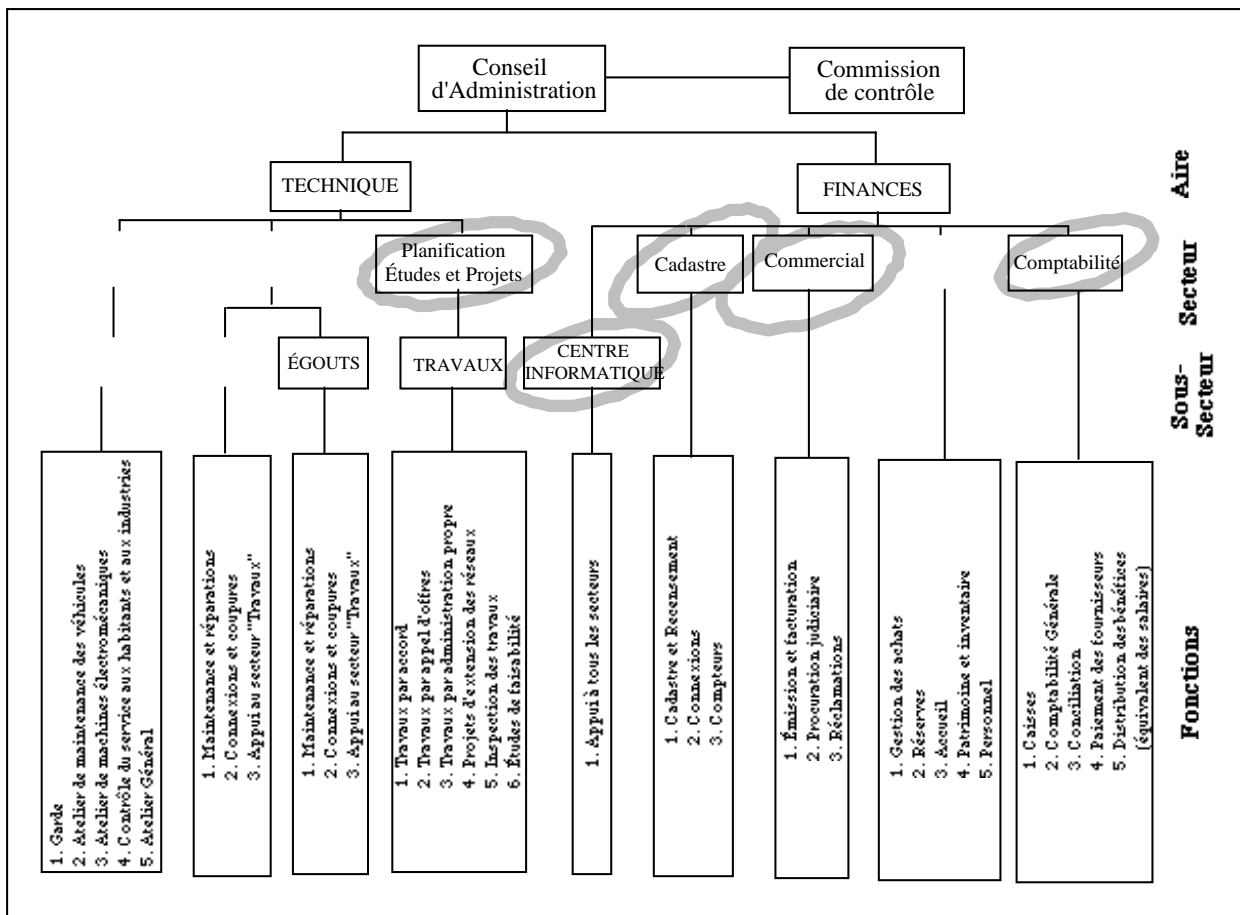 Conseil
d'Administration
Commission
de contrôle
TECHNIQUE
FINANCES
Aire
Planification
Études et Projets
Cadastre
Commercial
Comptabilité
Secteur
ÉGOUTS
TRAVAUX
CENTRE
INFORMATIQUE
Sous-
Secteur
1. Garde
2. Atelier de maintenance des véhicules
3. Atelier de machines électromécaniques
4. Contrôle du service aux habitants et aux industries
5. Atelier Général
1. Maintenance et réparations
2. Connexions et coupures
3. Appui au secteur "Travaux"
1. Maintenance et réparations
2. Connexions et coupures
3. Appui au secteur "Travaux"
1. Travaux par accord
2. Travaux par appel d'offres
3. Travaux par administration propre
4. Projets d'extension des réseaux
5. Inspection des travaux
6. Études de faisabilité
1. Appui à tous les secteurs
1. Cadastre et Recensement
2. Connexions
3. Compteurs
1. Émission et facturation
2. Procuration judiciaire
3. Réclamations
1. Gestion des achats
2. Réserves
3. Accueil
4. Patrimoine et inventaire
5. Personnel
1. Caisses
2. Comptabilité Générale
3. Conciliation
4. Paiement des fournisseurs
5. Distribution des bénéfices
(équivalent des salaires)
Fonctions